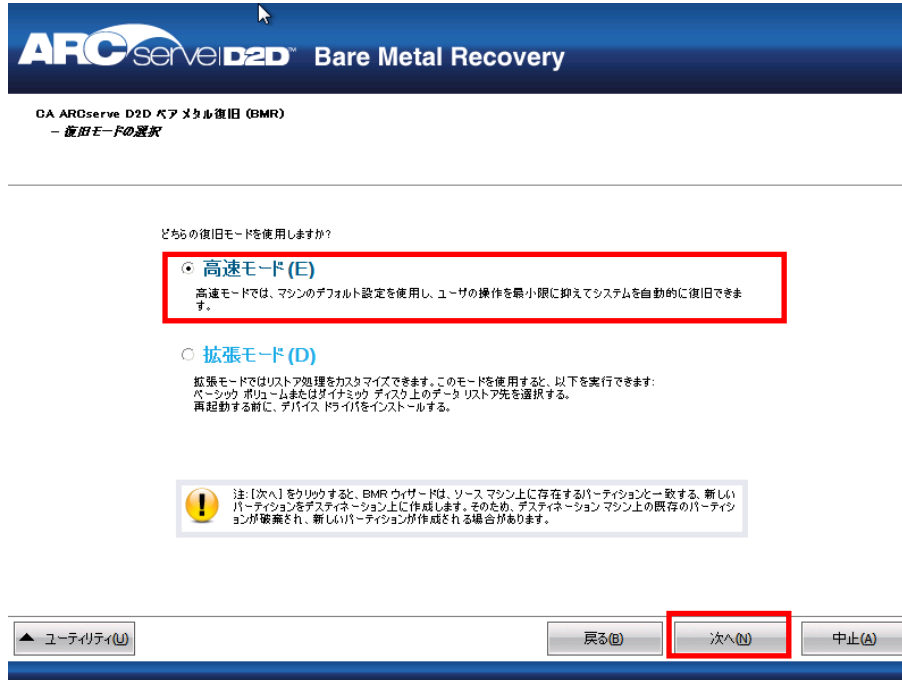 ARCserve D2D™ Bare Metal Recovery
CA ARCserve D2D ベア メタル復旧 (BMR)
- 復旧モードの選択
どちらの復旧モードを使用しますか?
高速モード(E)
高速モードでは、マシンのデフォルト設定を使用し、ユーザの操作を最小限に抑えてシステムを自動的に復旧できま
す。
拡張モード(D)
拡張モードではリストア処理をカスタマイズできます。このモードを使用すると、以下を実行できます:
ベーシック ボリュームまたはダイナミック ディスク上のデータ リストア先を選択する。
再起動する前に、デバイス ドライバをインストールする。
注:[次へ] をクリックすると、BMR ウィザードは、ソース マシン上に存在するパーティションと一致する、新しい
パーティションをデスティネーション上に作成します。そのため、デスティネーション マシン上の既存のパーティシ
ョンが破棄され、新しいパーティションが作成される場合があります。
▲ ユーティリティ(U) 戻る(B) 次へ(N) 中止(A)